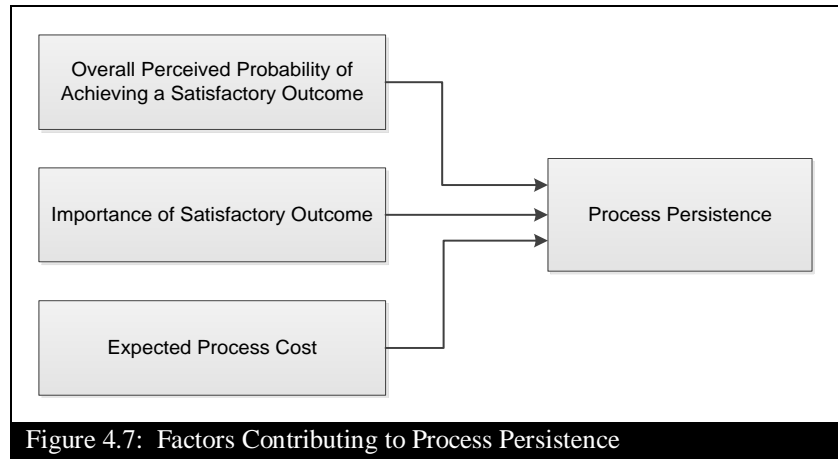 Overall Perceived Probability of
Achieving a Satisfactory Outcome
Importance of Satisfactory Outcome
Process Persistence
Expected Process Cost
Figure 4.7:  Factors Contributing to Process Persistence